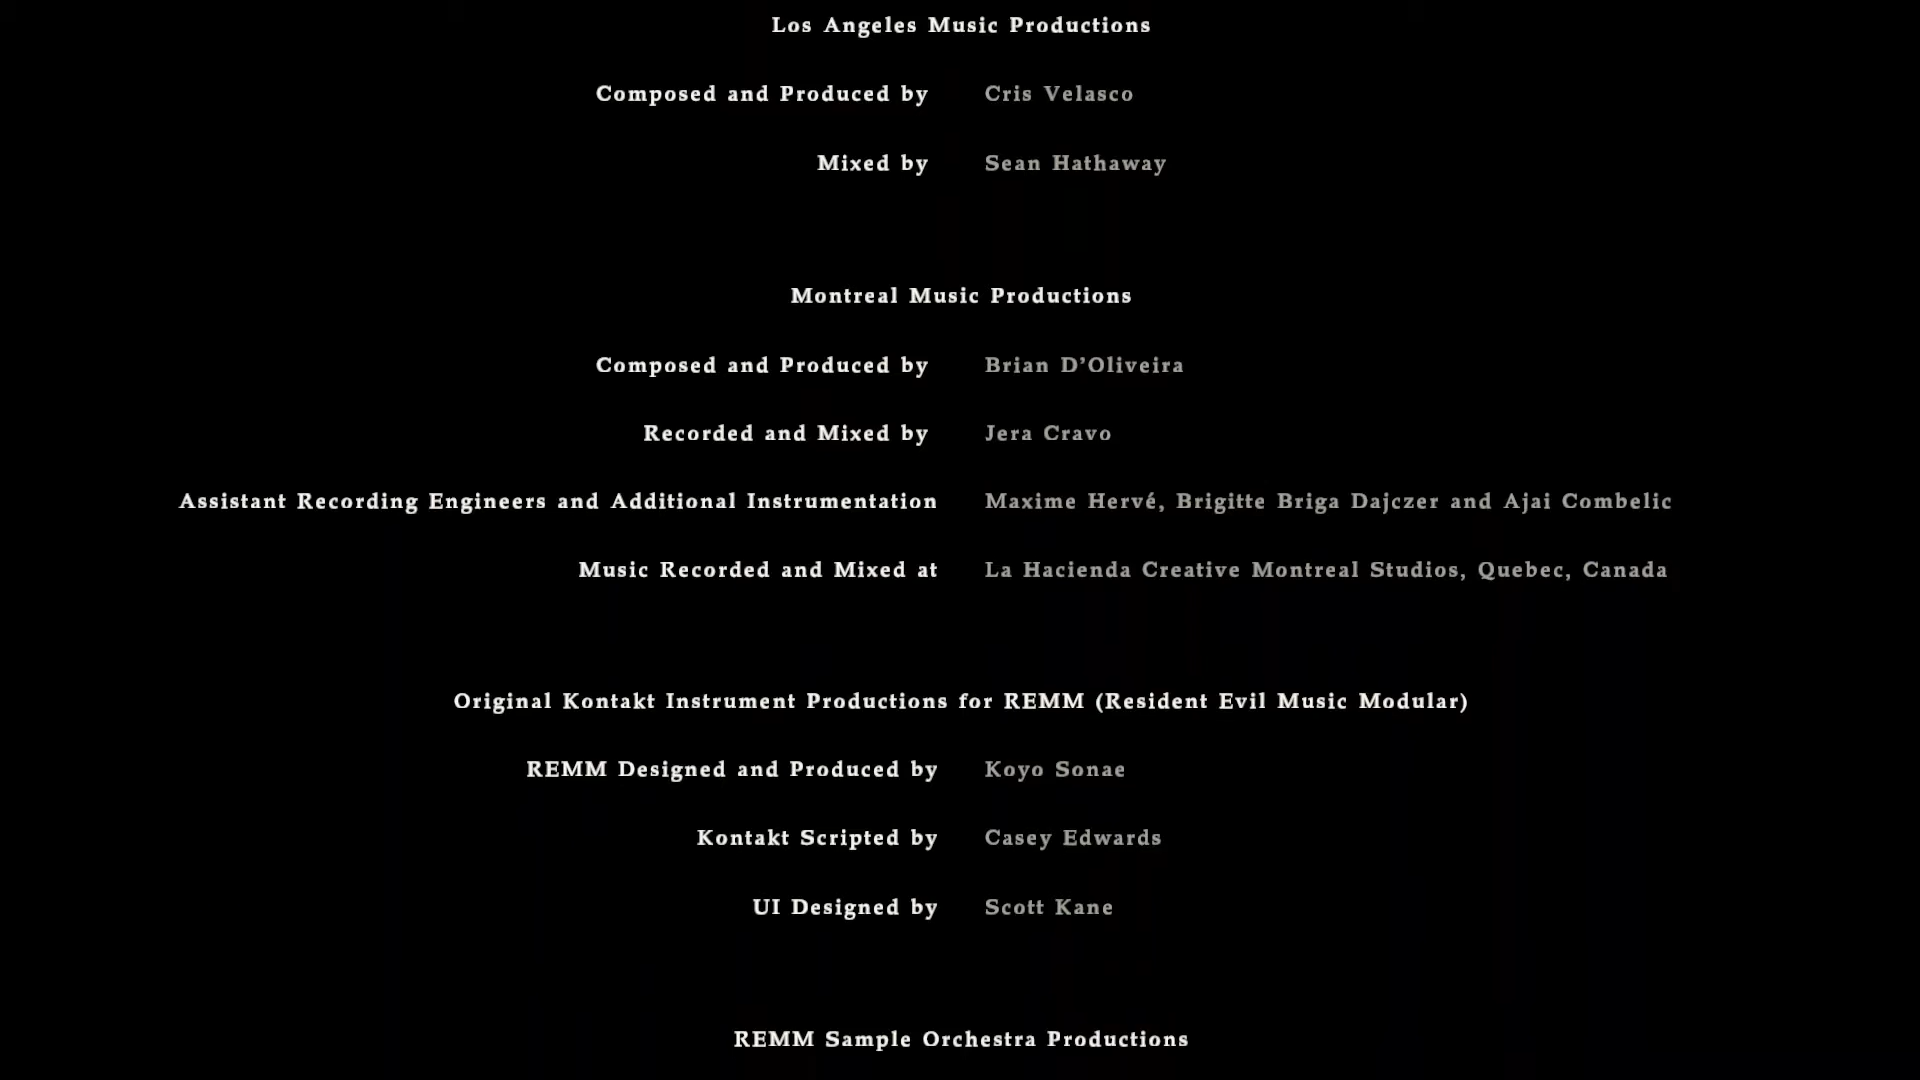 Los Angeles Music Productions
Composed and Produced by Cris Velasco
Mixed by Sean Hathaway
Montreal Music Productions
Composed and Produced by Brian D’Oliveira
Recorded and Mixed by Jera Cravo
Assistant Recording Engineers and Additional Instrumentation Maxime Hervé, Brigitte Briga Dajczer and Ajai Combelic
Music Recorded and Mixed at La Hacienda Creative Montreal Studios, Quebec, Canada
Original Kontakt Instrument Productions for REMM (Resident Evil Music Modular)
REMM Designed and Produced by Koyo Sonae
Kontakt Scripted by Casey Edwards
UI Designed by Scott Kane
REMM Sample Orchestra Productions